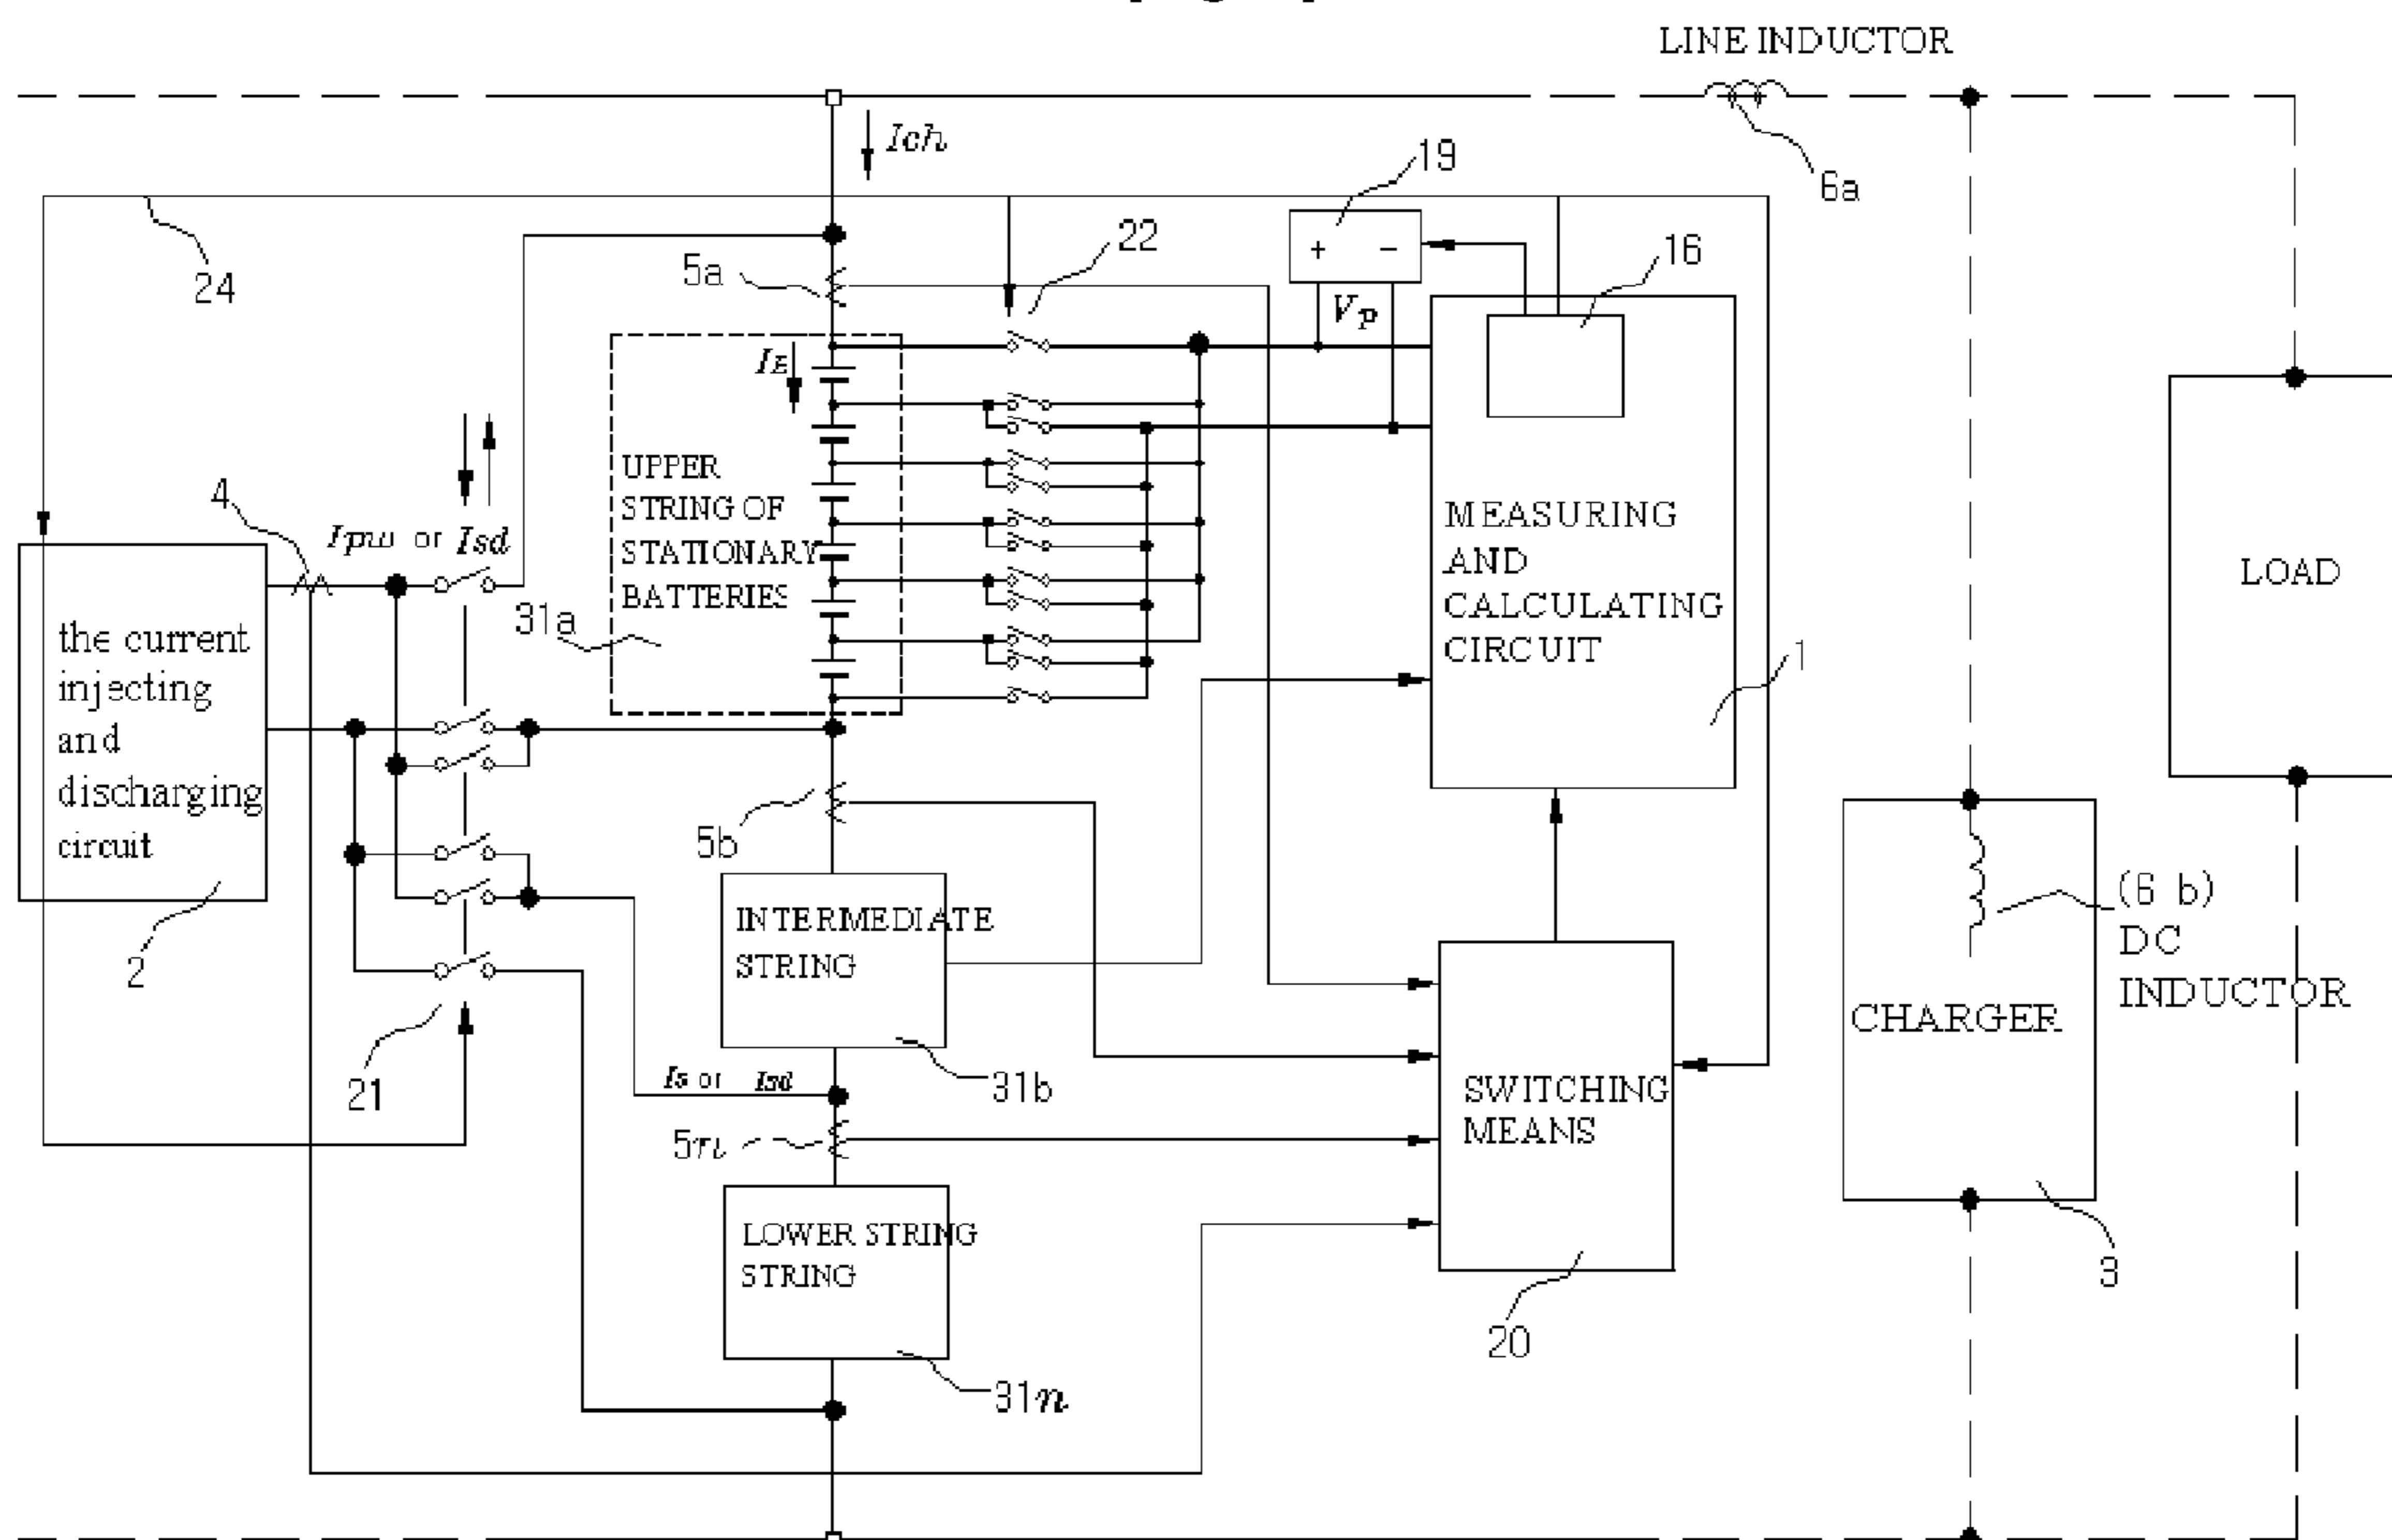 LINE INDUCTOR
Ich
19
6a
22
5a
16
24
+ −
Vp
IE
UPPER
STRING OF
STATIONARY
BATTERIES
31a
4
Ipw or Isd
MEASURING
AND
CALCULATING
CIRCUIT
1
LOAD
the current
injecting
and
discharging
circuit
2
5b
INTERMEDIATE
STRING
31b
(6 b)
DC
INDUCTOR
CHARGER
3
21
Is or Isd
SWITCHING
MEANS
20
5n
LOWER STRING
STRING
31n